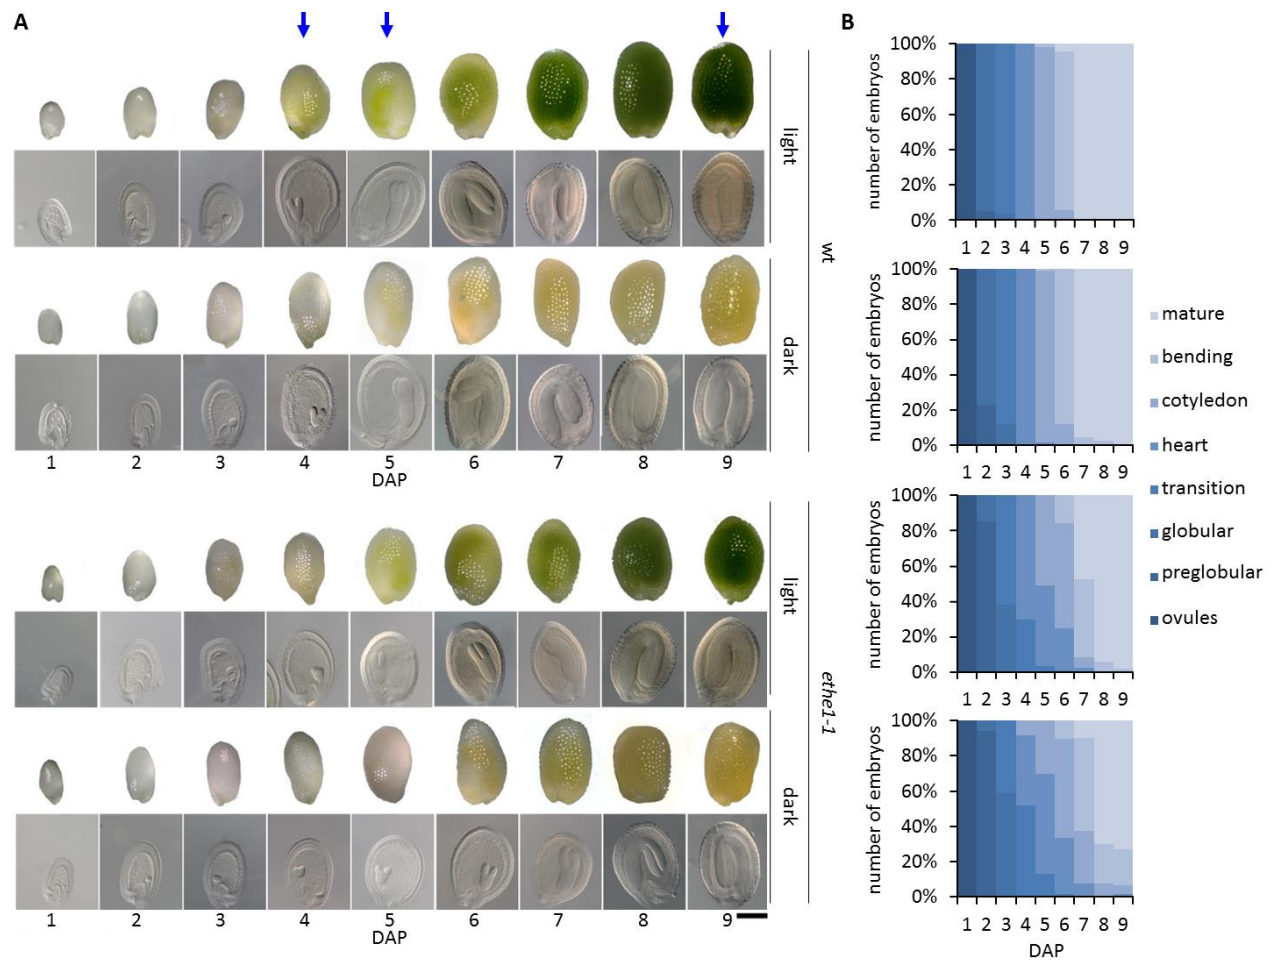 A
B
light
dark
wt
1 2 3 4 5 6 7 8 9
DAP
light
dark
ethe1-1
1 2 3 4 5 6 7 8 9
DAP
number of embryos
100%
80%
60%
40%
20%
0%
1 2 3 4 5 6 7 8 9
number of embryos
100%
80%
60%
40%
20%
0%
1 2 3 4 5 6 7 8 9
number of embryos
100%
80%
60%
40%
20%
0%
1 2 3 4 5 6 7 8 9
number of embryos
100%
80%
60%
40%
20%
0%
1 2 3 4 5 6 7 8 9
DAP
mature
bending
cotyledon
heart
transition
globular
preglobular
ovules